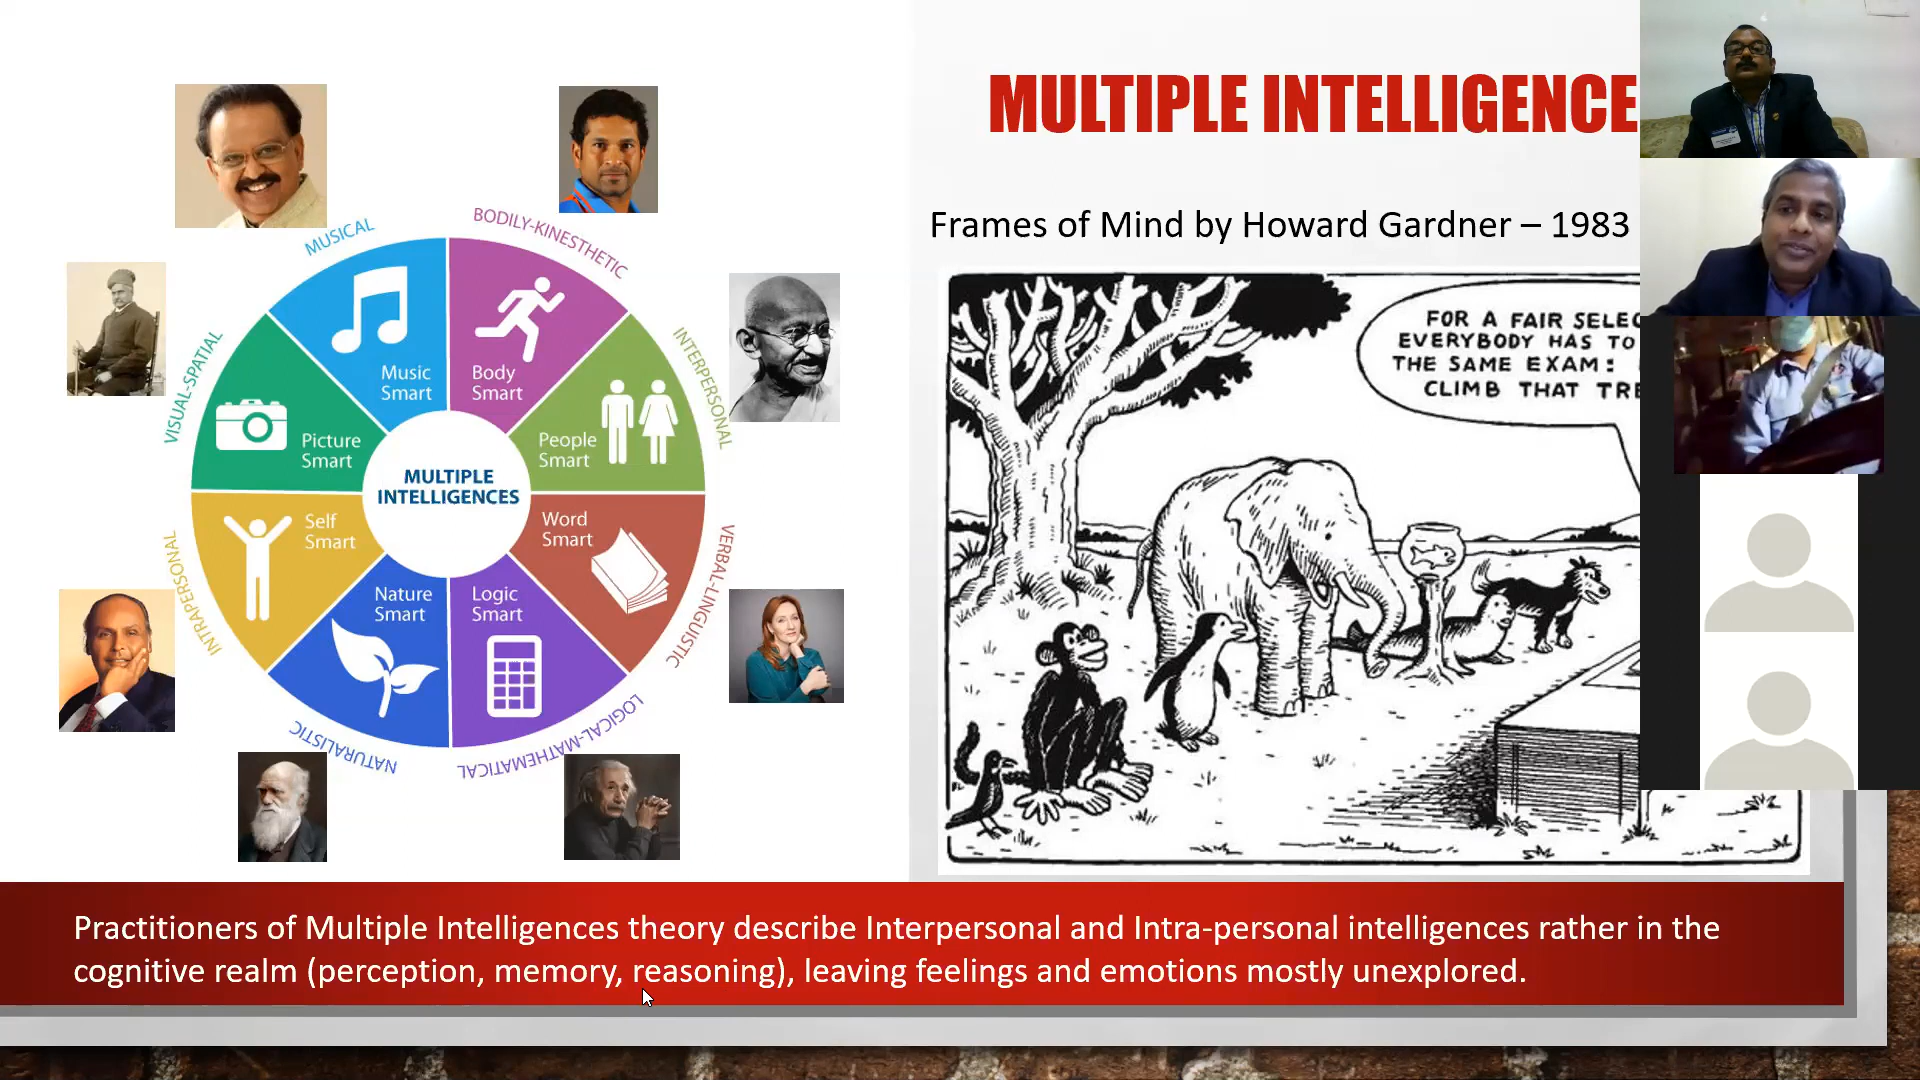 MULTIPLE INTELLIGENCE
Frames of Mind by Howard Gardner – 1983
MUSICAL
BODILY-KINESTHETIC
INTERPERSONAL
VERBAL-LINGUISTIC
LOGICAL-MATHEMATICAL
NATURALISTIC
INTRAPERSONAL
VISUAL-SPATIAL
Music
Smart
Body
Smart
People
Smart
Word
Smart
Logic
Smart
Nature
Smart
Self
Smart
Picture
Smart
MULTIPLE
INTELLIGENCES
FOR A FAIR SELEC
EVERYBODY HAS TO
THE SAME EXAM:
CLIMB THAT TRE
Practitioners of Multiple Intelligences theory describe Interpersonal and Intra-personal intelligences rather in the
cognitive realm (perception, memory, reasoning), leaving feelings and emotions mostly unexplored.